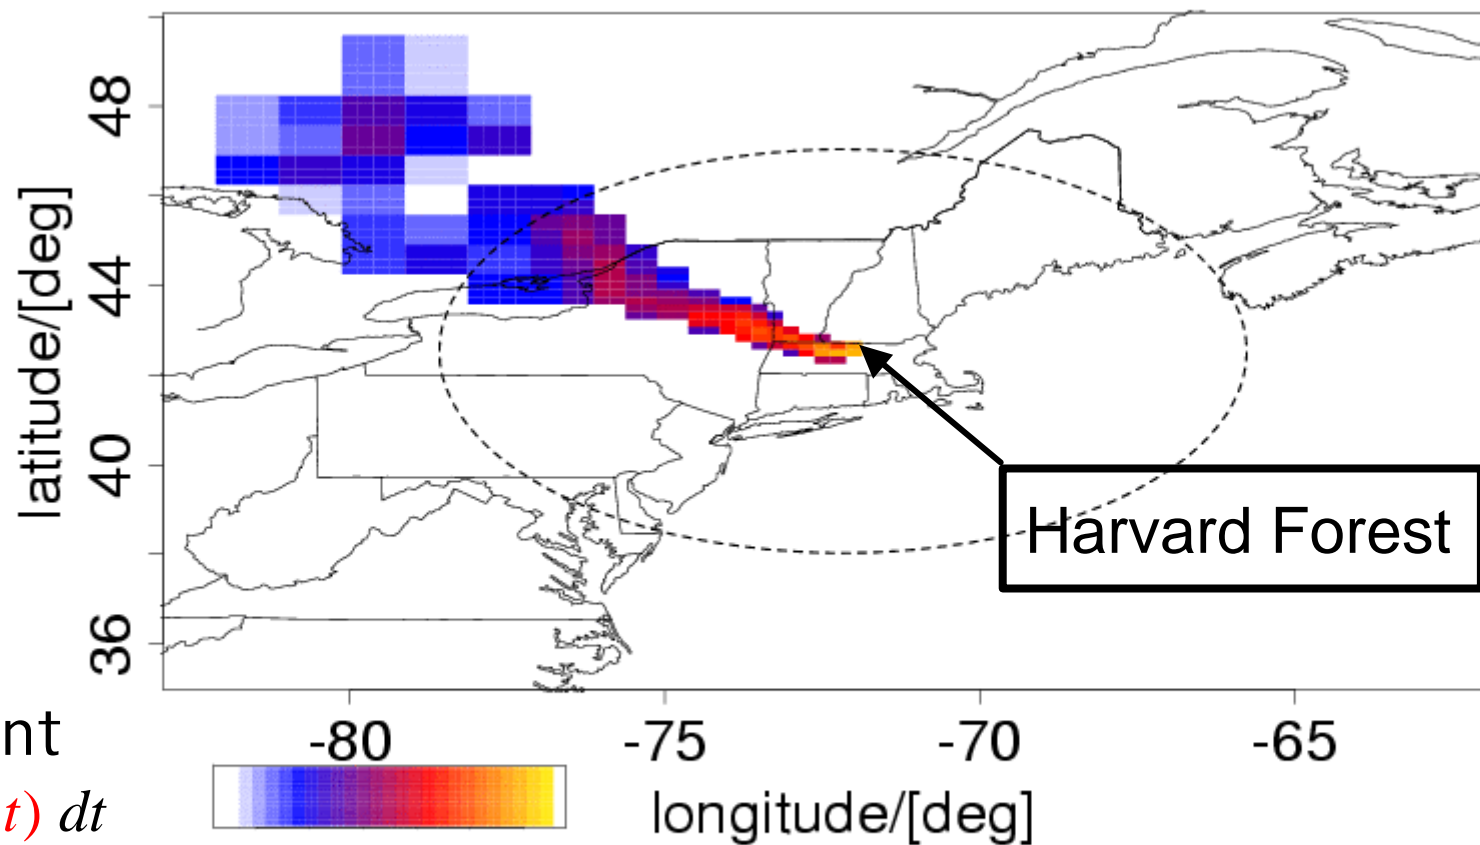 latitude/[deg]
48
44
40
36
Harvard Forest
-80 -75 -70 -65
nt
t) dt
longitude/[deg]